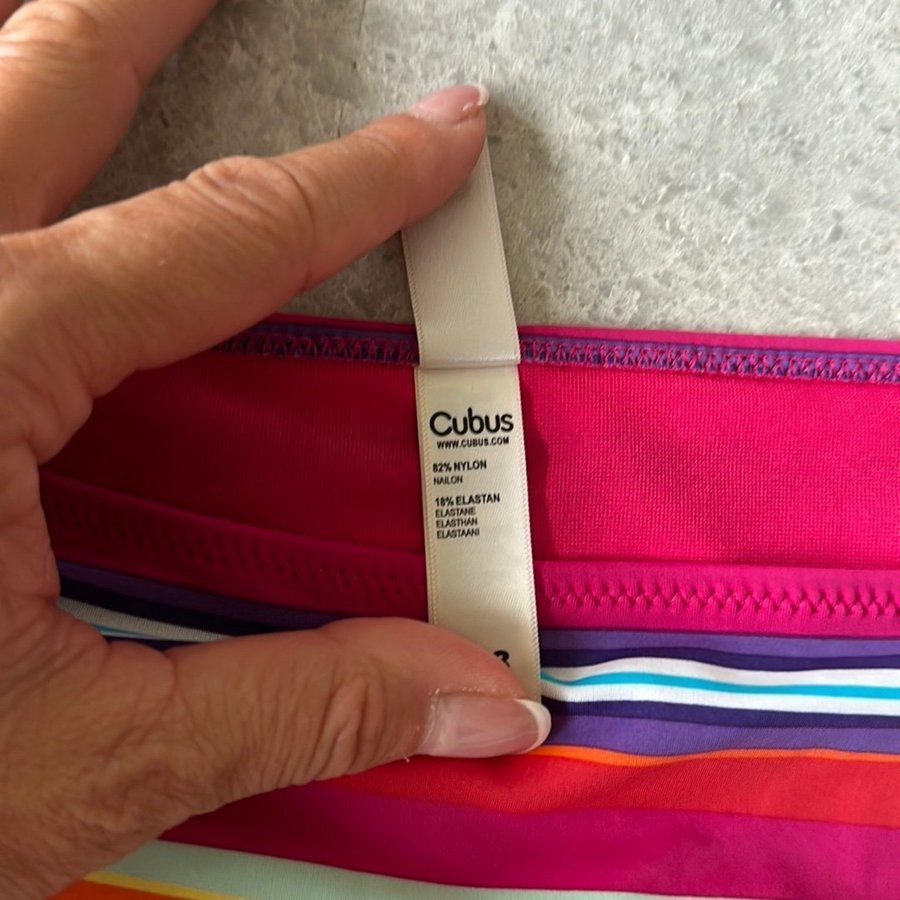 Cubus
WWW.CUBUS.COM
82% NYLON
NAILON
18% ELASTAN
ELASTANE
ELASTHAN
ELASTAANI